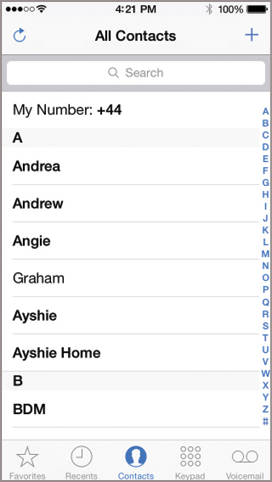 4:21 PM 100%
All Contacts +
Search
My Number: +44
A
Andrea
Andrew
Angie
Graham
Ayshie
Ayshie Home
B
BDM
A
B
C
D
E
F
G
H
I
J
K
L
M
N
O
P
Q
R
S
T
U
V
W
X
Y
Z
#
Favorites Recents Contacts Keypad Voicemail